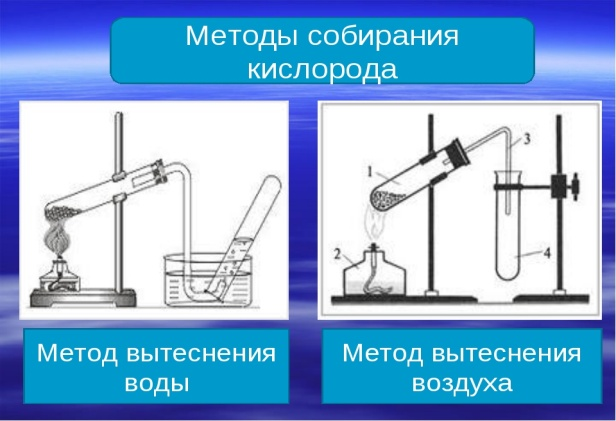 Методы собирания
кислорода
1
2
3
4
Метод вытеснения
воды
Метод вытеснения
воздуха